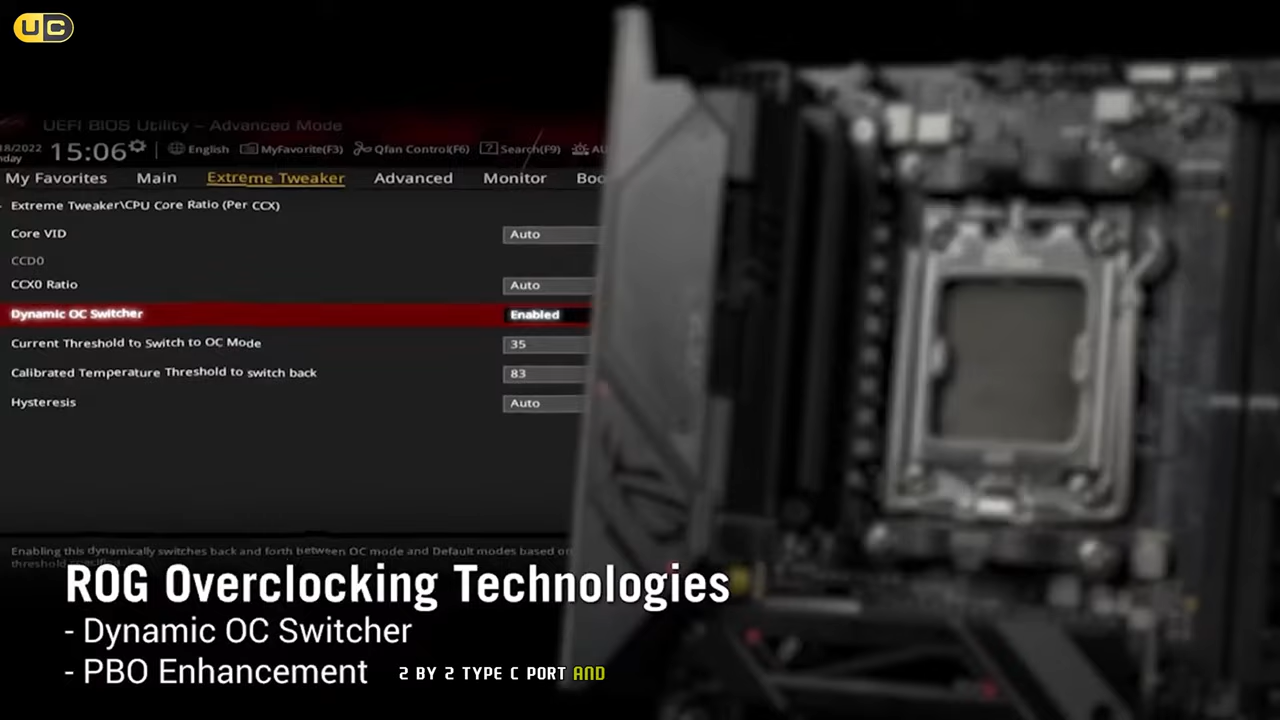 UC
UEFI BIOS Utility – Advanced Mode
15:06 English MyFavorite(F3) Qfan Control(F6) Search(F9)
My Favorites Main Extreme Tweaker Advanced Monitor
Extreme Tweaker\CPU Core Ratio (Per CCX)
Core VID Auto
CCD0
CCX0 Ratio Auto
Dynamic OC Switcher Enabled
Current Threshold to Switch to OC Mode 35
Calibrated Temperature Threshold to switch back 83
Hysteresis Auto
Enabling this dynamically switches back and forth between OC mode and Default modes based on
ROG Overclocking Technologies
- Dynamic OC Switcher
- PBO Enhancement
2 BY 2 TYPE C PORT AND